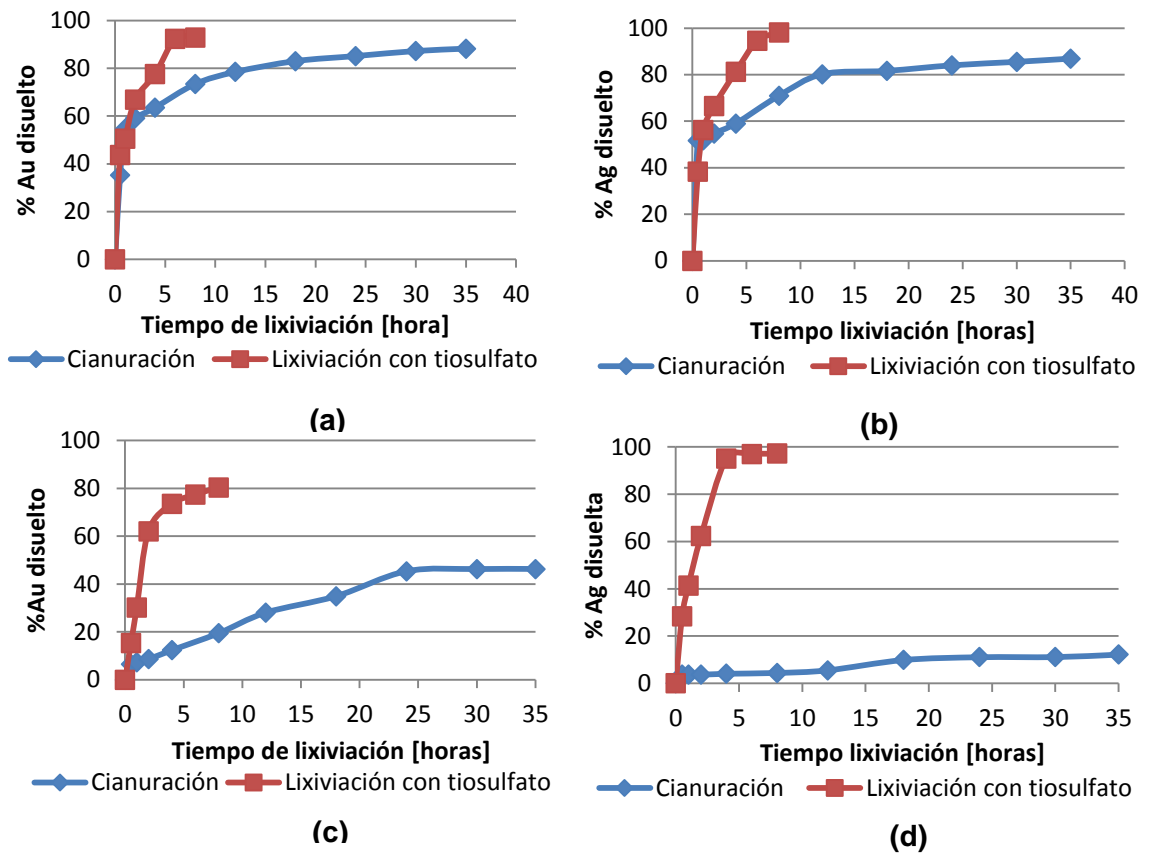 100
80
60
40
20
0
% Au disuelto
0 5 10 15 20 25 30 35 40
Tiempo de lixiviación [hora]
Cianuración Lixiviación con tiosulfato
(a)
100
80
60
40
20
0
% Ag disuelto
0 5 10 15 20 25 30 35 40
Tiempo lixiviación [horas]
Cianuración Lixiviación con tiosulfato
(b)
100
80
60
40
20
0
%Au disuelto
0 5 10 15 20 25 30 35
Tiempo de lixiviación [horas]
Cianuración Lixiviación con tiosulfato
(c)
100
80
60
40
20
0
% Ag disuelta
0 5 10 15 20 25 30 35
Tiempo lixiviación [horas]
Cianuración Lixiviación con tiosulfato
(d)